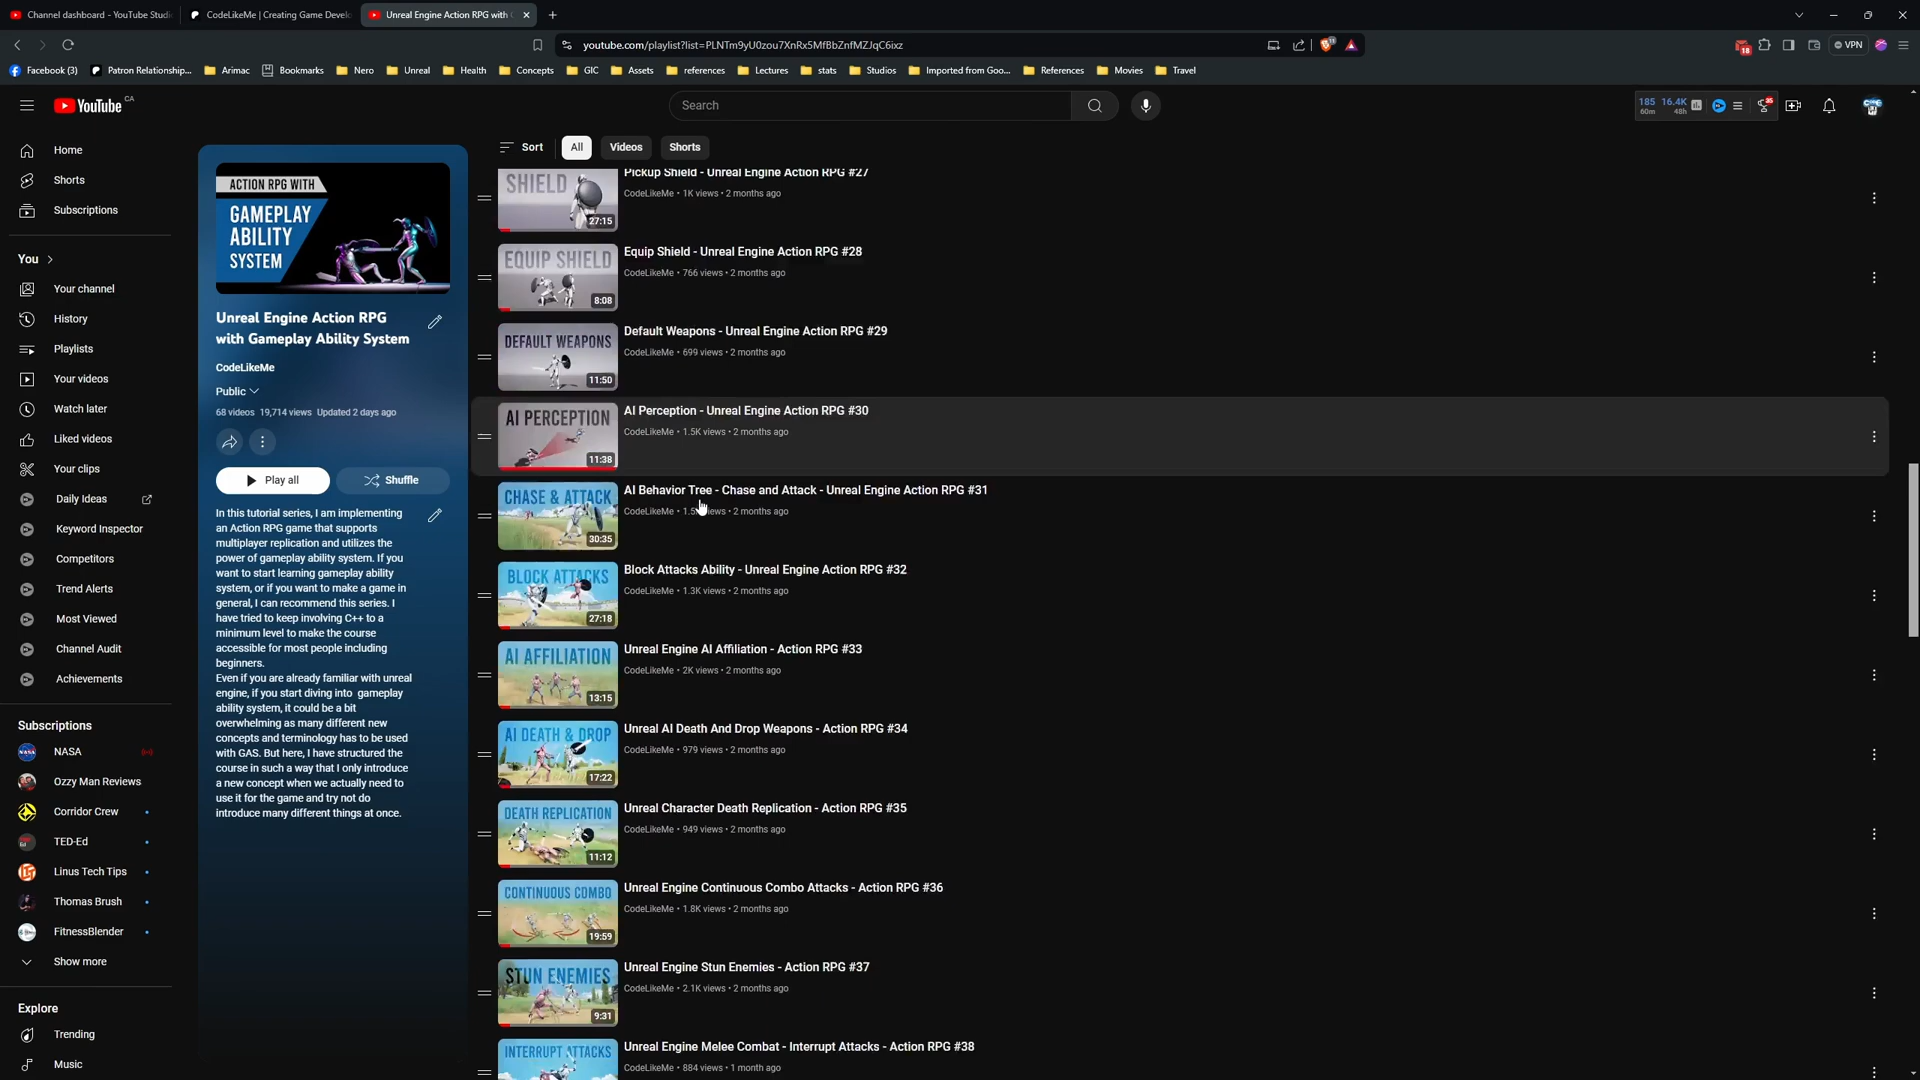 Channel dashboard - YouTube Studi
CodeLikeMe | Creating Game Develo
Unreal Engine Action RPG with
youtube.com/playlist?list=PLNTm9yU0zou7XnRx5MfBbZnfMZJqC6ixz
VPN
Facebook (3)
Patron Relationship...
Arimac
Bookmarks
Nero
Unreal
Health
Concepts
GIC
Assets
references
Lectures
stats
Studios
Imported from Goo...
References
Movies
Travel
YouTube CA
Search
185 16.4K
60m 48h
Home
Shorts
Subscriptions
You
Your channel
History
Playlists
Your videos
Watch later
Liked videos
Your clips
Daily Ideas
Keyword Inspector
Competitors
Trend Alerts
Most Viewed
Channel Audit
Achievements
Subscriptions
NASA
Ozzy Man Reviews
Corridor Crew
TED-Ed
Linus Tech Tips
Thomas Brush
FitnessBlender
Show more
Explore
Trending
Music
ACTION RPG WITH
GAMEPLAY
ABILITY
SYSTEM
Unreal Engine Action RPG
with Gameplay Ability System
CodeLikeMe
Public
68 videos 19,714 views Updated 2 days ago
Play all
Shuffle
In this tutorial series, I am implementing
an Action RPG game that supports
multiplayer replication and utilizes the
power of gameplay ability system. If you
want to start learning gameplay ability
system, or if you want to make a game in
general, I can recommend this series. I
have tried to keep involving C++ to a
minimum level to make the course
accessible for most people including
beginners.
Even if you are already familiar with unreal
engine, if you start diving into gameplay
ability system, it could be a bit
overwhelming as many different new
concepts and terminology has to be used
with GAS. But here, I have structured the
course in such a way that I only introduce
a new concept when we actually need to
use it for the game and try not do
introduce many different things at once.
Sort
All
Videos
Shorts
SHIELD
27:15
Pickup Shield - Unreal Engine Action RPG #27
CodeLikeMe • 1K views • 2 months ago
EQUIP SHIELD
8:08
Equip Shield - Unreal Engine Action RPG #28
CodeLikeMe • 766 views • 2 months ago
DEFAULT WEAPONS
11:50
Default Weapons - Unreal Engine Action RPG #29
CodeLikeMe • 699 views • 2 months ago
AI PERCEPTION
11:38
AI Perception - Unreal Engine Action RPG #30
CodeLikeMe • 1.5K views • 2 months ago
CHASE & ATTACK
30:35
AI Behavior Tree - Chase and Attack - Unreal Engine Action RPG #31
CodeLikeMe • 2 months ago
BLOCK ATTACKS
27:18
Block Attacks Ability - Unreal Engine Action RPG #32
CodeLikeMe • 1.3K views • 2 months ago
AI AFFILIATION
13:15
Unreal Engine AI Affiliation - Action RPG #33
CodeLikeMe • 2K views • 2 months ago
AI DEATH & DROP
17:22
Unreal AI Death And Drop Weapons - Action RPG #34
CodeLikeMe • 979 views • 2 months ago
DEATH REPLICATION
11:12
Unreal Character Death Replication - Action RPG #35
CodeLikeMe • 949 views • 2 months ago
CONTINUOUS COMBO
19:59
Unreal Engine Continuous Combo Attacks - Action RPG #36
CodeLikeMe • 1.8K views • 2 months ago
STUN ENEMIES
9:31
Unreal Engine Stun Enemies - Action RPG #37
CodeLikeMe • 2.1K views • 2 months ago
INTERRUPT ATTACKS
Unreal Engine Melee Combat - Interrupt Attacks - Action RPG #38
CodeLikeMe • 884 views • 1 month ago